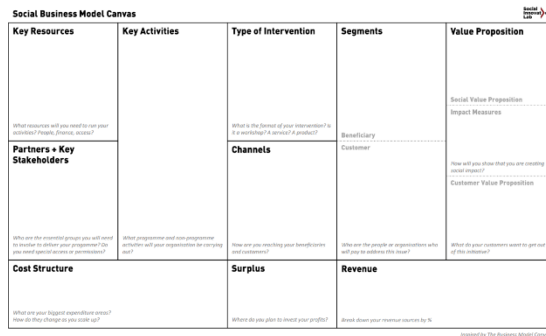 Social Business Model Canvas
Social
Innovation
Lab
Key Resources
What resources will you need to run your
activities? People, finance, access?
Partners + Key
Stakeholders
Who are the essential groups you will need
to involve to deliver your programme? Do
you need special access or permissions?
Key Activities
What programme and non-programme
activities will your organisation be carrying
out?
Type of Intervention
What is the format of your intervention? Is
it a workshop? A service? A product?
Channels
How are you reaching your beneficiaries
and customers?
Segments
Beneficiary
Customer
Who are the people or organisations who
will pay to address this issue?
Value Proposition
Social Value Proposition
Impact Measures
How will you show that you are creating
social impact?
Customer Value Proposition
What do your customers want to get out
of this initiative?
Cost Structure
What are your biggest expenditure areas?
How do they change as you scale up?
Surplus
Where do you plan to invest your profits?
Revenue
Break down your revenue sources by %
Inspired by The Business Model